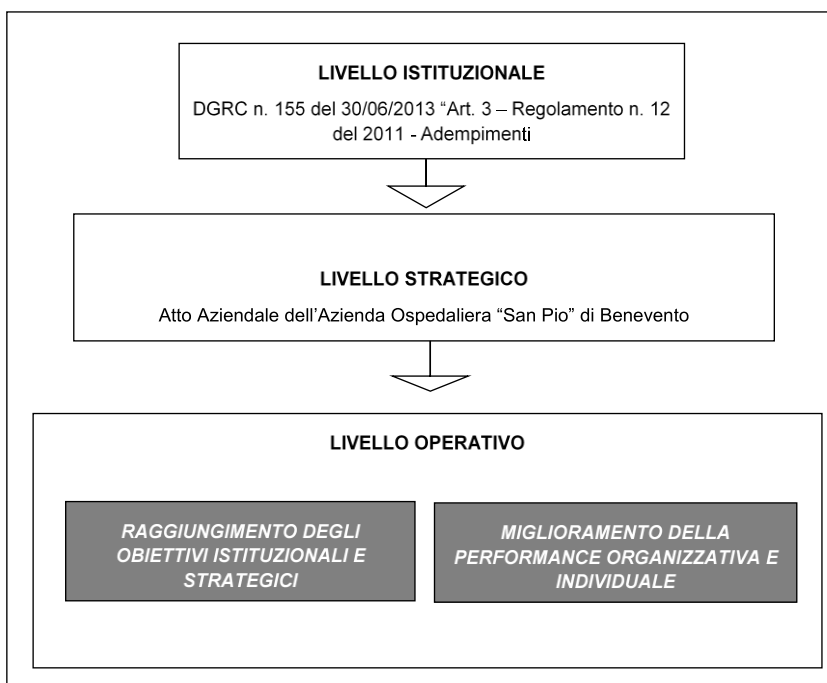 LIVELLO ISTITUZIONALE
DGRC n. 155 del 30/06/2013 “Art. 3 – Regolamento n. 12
del 2011 - Adempimenti
LIVELLO STRATEGICO
Atto Aziendale dell’Azienda Ospedaliera “San Pio” di Benevento
LIVELLO OPERATIVO
RAGGIUNGIMENTO DEGLI
OBIETTIVI ISTITUZIONALI E
STRATEGICI
MIGLIORAMENTO DELLA
PERFORMANCE ORGANIZZATIVA E
INDIVIDUALE